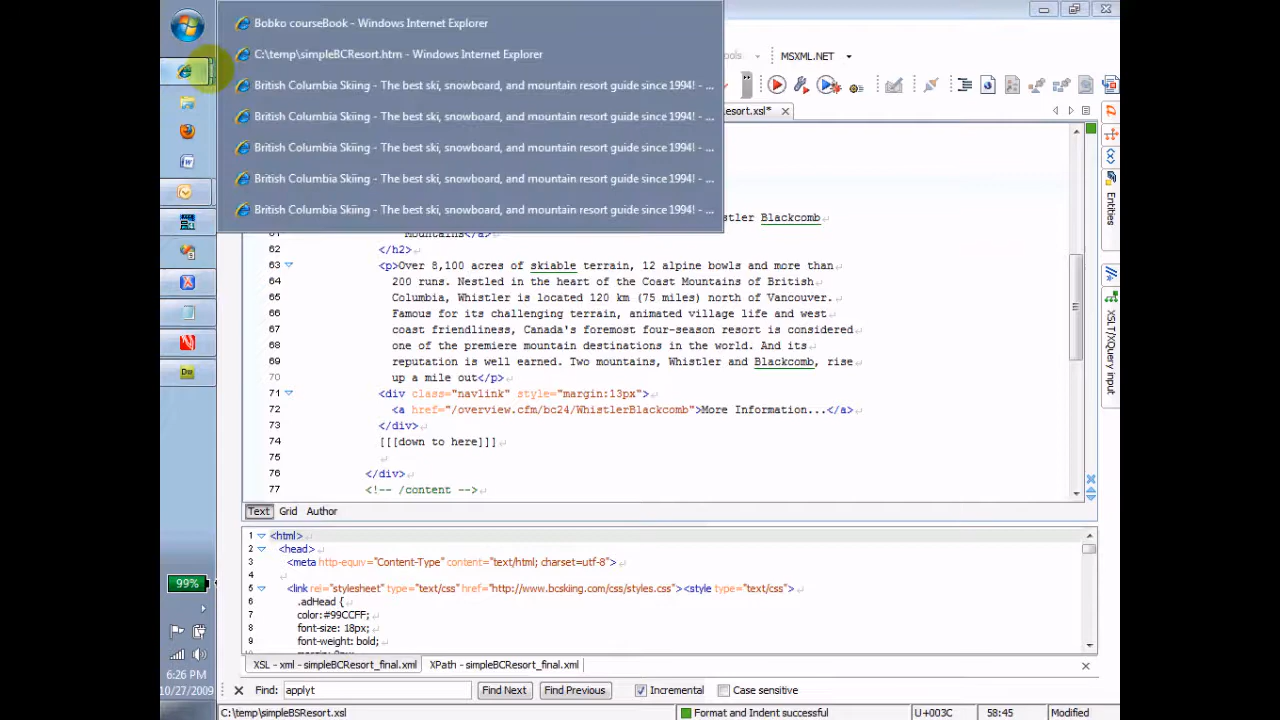 Bobko courseBook - Windows Internet Explorer
C:\temp\simpleBCResort.htm - Windows Internet Explorer
British Columbia Skiing - The best ski, snowboard, and mountain resort guide since 1994! - ...
British Columbia Skiing - The best ski, snowboard, and mountain resort guide since 1994! - ...
British Columbia Skiing - The best ski, snowboard, and mountain resort guide since 1994! - ...
British Columbia Skiing - The best ski, snowboard, and mountain resort guide since 1994! - ...
British Columbia Skiing - The best ski, snowboard, and mountain resort guide since 1994! - ...
MSXML.NET
esort.xsl*
Entities
XSLT/XQuery input
istler Blackcomb
Mountains</a>
62 </h2>
63 <p>Over 8,100 acres of skiable terrain, 12 alpine bowls and more than
64 200 runs. Nestled in the heart of the Coast Mountains of British
65 Columbia, Whistler is located 120 km (75 miles) north of Vancouver.
66 Famous for its challenging terrain, animated village life and west
67 coast friendliness, Canada's foremost four-season resort is considered
68 one of the premiere mountain destinations in the world. And its
69 reputation is well earned. Two mountains, Whistler and Blackcomb, rise
70 up a mile out</p>
71 <div class="navlink" style="margin:13px">
72 <a href="/overview.cfm/bc24/WhistlerBlackcomb">More Information...</a>
73 </div>
74 [[[down to here]]]
75
76 </div>
77 <!-- /content -->
Text Grid Author
1 <html>
2 <head>
3 <meta http-equiv="Content-Type" content="text/html; charset=utf-8">
4
5 <link rel="stylesheet" type="text/css" href="http://www.bcskiing.com/css/styles.css"><style type="text/css">
6 .adHead {
7 color:#99CCFF;
8 font-size: 18px;
9 font-weight: bold;
XSL - xml - simpleBCResort_final.xml XPath - simpleBCResort_final.xml
99%
6:26 PM
10/27/2009
Find: applyt Find Next Find Previous Incremental Case sensitive
C:\temp\simpleBSResort.xsl Format and Indent successful U+003C 58:45 Modified